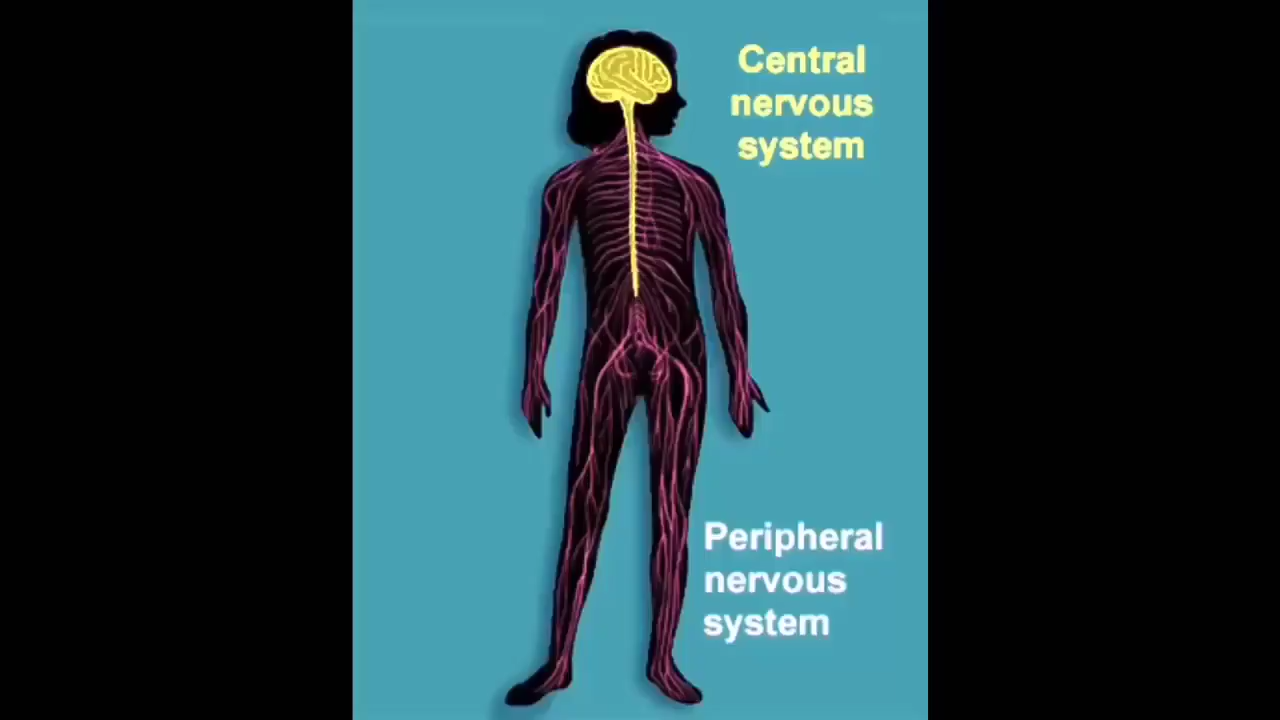 Central
nervous
system
Peripheral
nervous
system